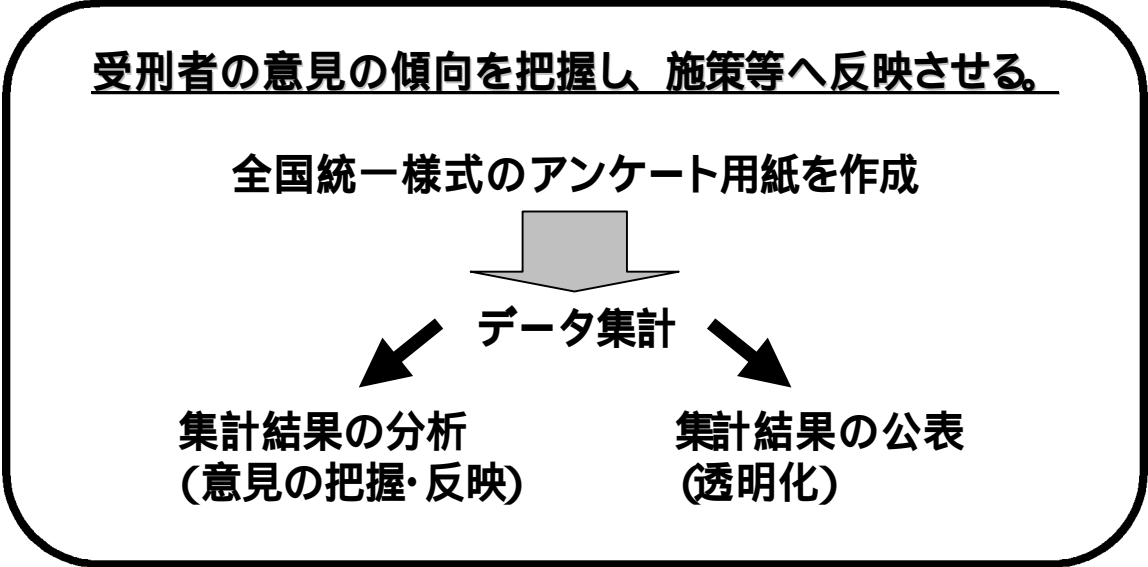 受刑者の意見の傾向を把握し、施策等へ反映させる。
全国統一様式のアンケート用紙を作成
データ集計
集計結果の分析
(意見の把握・反映)
集計結果の公表
(透明化)